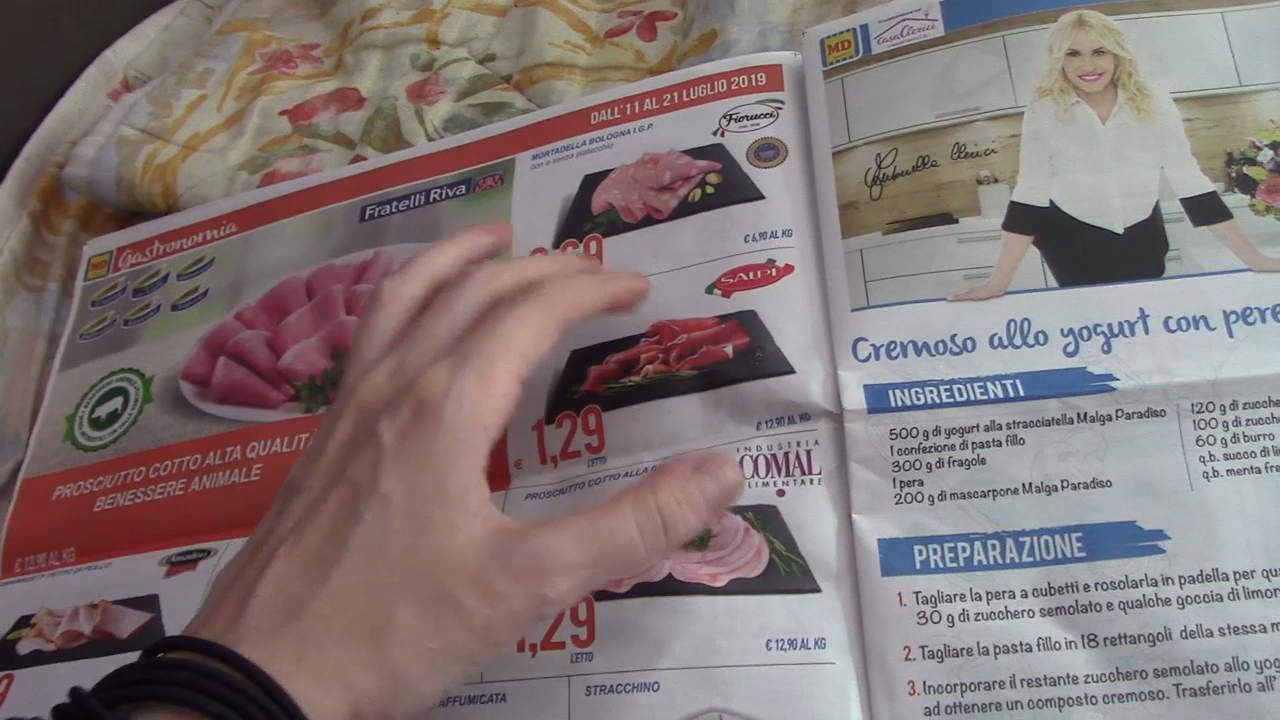 DALL'11 AL 21 LUGLIO 2019
MD Gastronomia
Fratelli Riva
MORTADELLA BOLOGNA I.G.P.
con e senza pistacchio
Fiorucci
€ 6,90 AL KG
SALPI
€ 1,29
L'ETTO
€ 12,90 AL KG
PROSCIUTTO COTTO ALTA
BENESSERE ANIMALE
€ 13,90 AL KG
PROSCIUTTO COTTO ALLA
INDUSTRIA
COMAL
ALIMENTARE
Amadori
PETTO DI POLLO
1,29
L'ETTO
€ 12,90 AL KG
AFFUMICATA
STRACCHINO
MD
Casa Clerici
Antonella Clerici
Cremoso allo yogurt con pere
INGREDIENTI
500 g di yogurt alla stracciatella Malga Paradiso
1 confezione di pasta fillo
300 g di fragole
1 pera
200 g di mascarpone Malga Paradiso
120 g di zucche
100 g di zucch
60 g di burro
q.b. succo di li
q.b. menta fre
PREPARAZIONE
1. Tagliare la pera a cubetti e rosolarla in padella per qu
30 g di zucchero semolato e qualche goccia di limon
2. Tagliare la pasta fillo in 18 rettangoli della stessa m
3. Incorporare il restante zucchero semolato allo yog
ad ottenere un composto cremoso. Trasferirlo all'